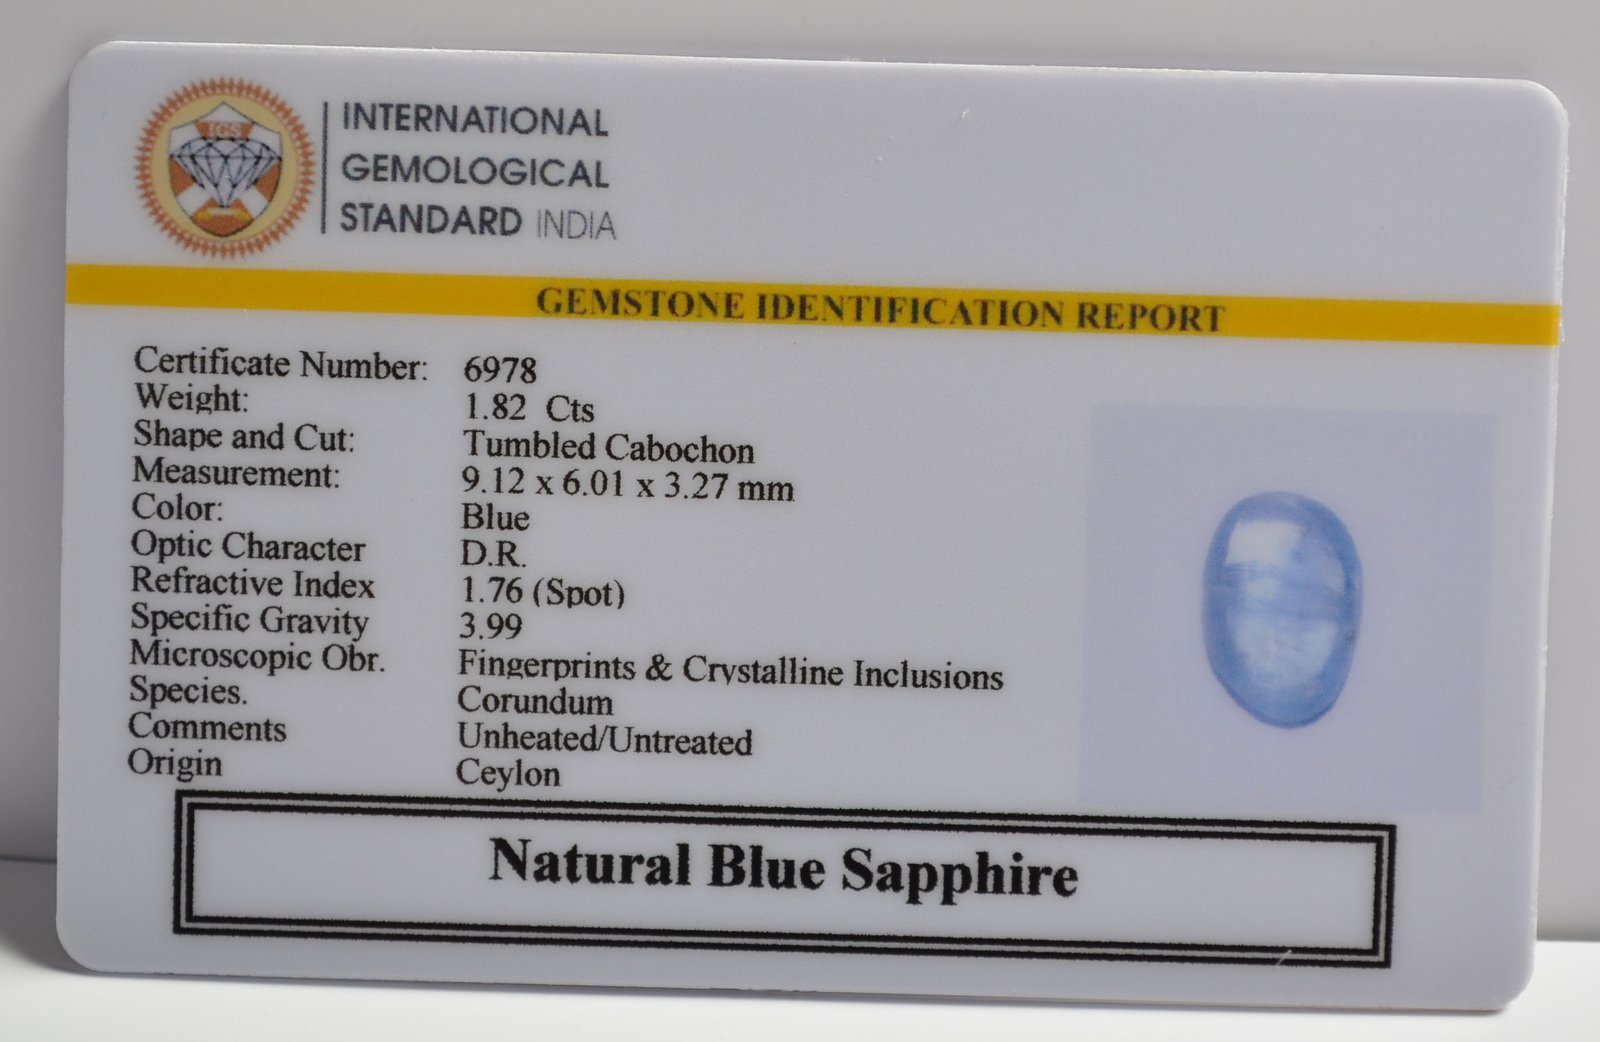 IGS
INTERNATIONAL
GEMOLOGICAL
STANDARD INDIA
GEMSTONE IDENTIFICATION REPORT
Certificate Number: 6978
Weight: 1.82 Cts
Shape and Cut: Tumbled Cabochon
Measurement: 9.12 x 6.01 x 3.27 mm
Color: Blue
Optic Character D.R.
Refractive Index 1.76 (Spot)
Specific Gravity 3.99
Microscopic Obr. Fingerprints & Crystalline Inclusions
Species. Corundum
Comments Unheated/Untreated
Origin Ceylon
Natural Blue Sapphire